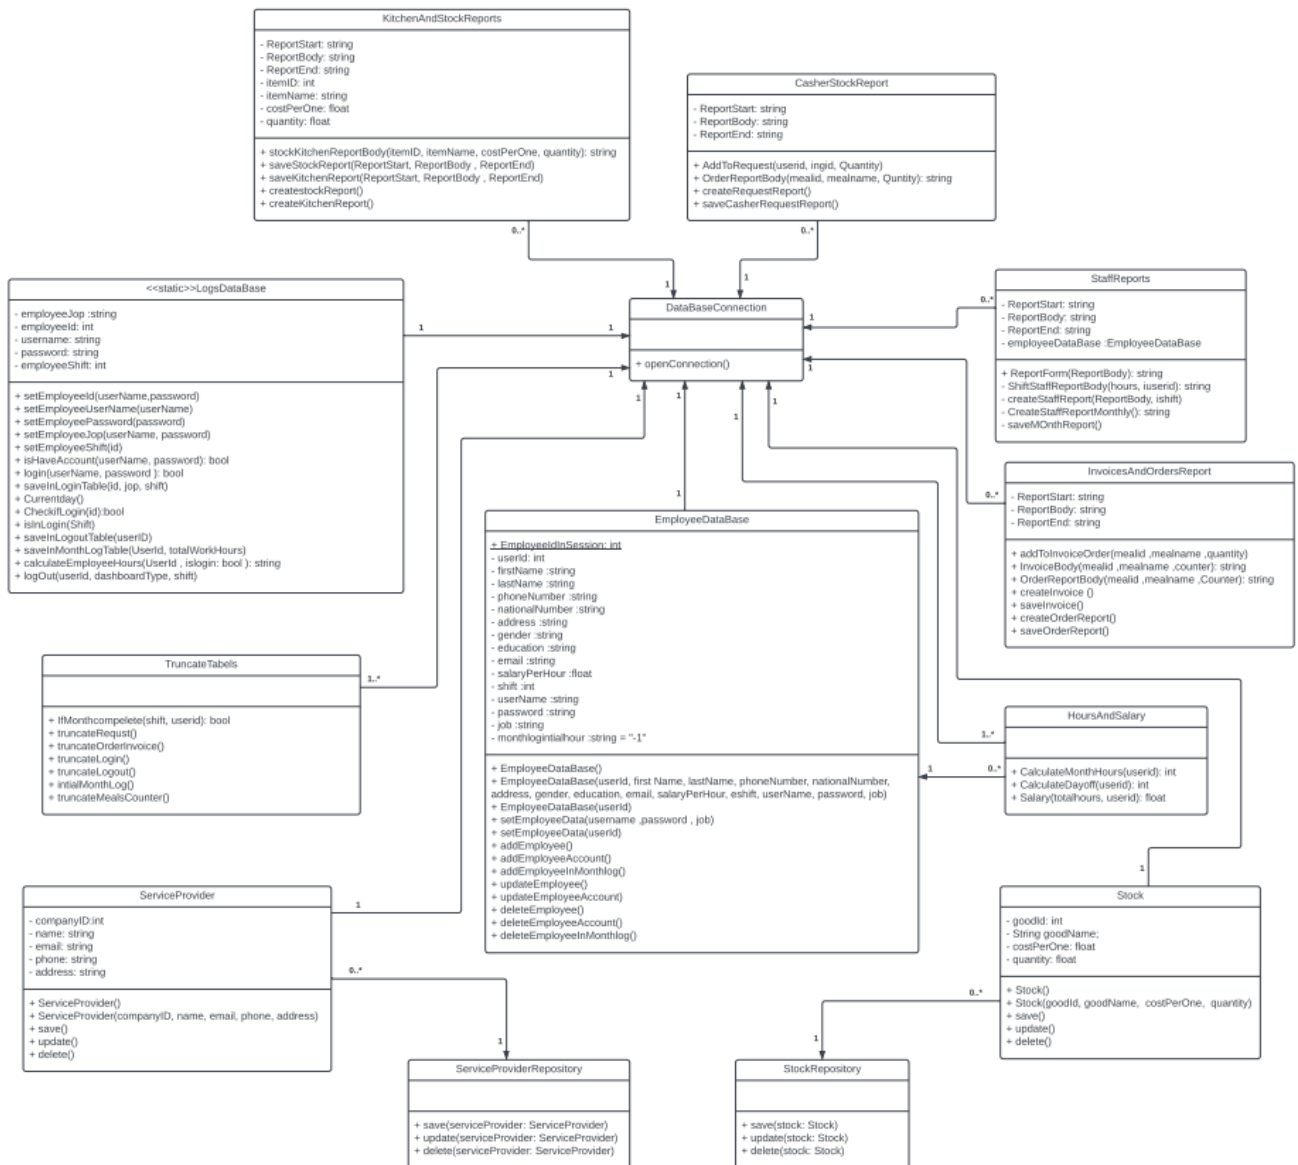 KitchenAndStockReports
- ReportStart: string
- ReportBody: string
- ReportEnd: string
- itemID: int
- itemName: string
- costPerOne: float
- quantity: float
+ stockKitchenReportBody(itemID, itemName, costPerOne, quantity): string
+ saveStockReport(ReportStart, ReportBody , ReportEnd)
+ saveKitchenReport(ReportStart, ReportBody , ReportEnd)
+ createstockReport()
+ createKitchenReport()
0..*
1
CasherStockReport
- ReportStart: string
- ReportBody: string
- ReportEnd: string
+ AddToRequest(userid, ingid, Quantity)
+ OrderReportBody(mealid, mealname, Quntity): string
+ createRequestReport()
+ saveCasherRequestReport()
0..*
1
<<static>>LogsDataBase
- employeeJop :string
- employeeId: int
- username: string
- password: string
- employeeShift: int
+ setEmployeeId(userName,password)
+ setEmployeeUserName(userName)
+ setEmployeePassword(password)
+ setEmployeeJop(userName, password)
+ setEmployeeShift(id)
+ isHaveAccount(userName, password): bool
+ login(userName, password ): bool
+ saveInLoginTable(id, jop, shift)
+ Currentday()
+ CheckifLogin(id):bool
+ isInLogin(Shift)
+ saveInLogoutTable(userID)
+ saveInMonthLogTable(UserId, totalWorkHours)
+ calculateEmployeeHours(UserId , islogin: bool ): string
+ logOut(userId, dashboardType, shift)
1
1
DataBaseConnection
+ openConnection()
1
0..*
StaffReports
- ReportStart: string
- ReportBody: string
- ReportEnd: string
- employeeDataBase :EmployeeDataBase
+ ReportForm(ReportBody): string
- ShiftStaffReportBody(hours, iuserid): string
- createStaffReport(ReportBody, ishift)
- CreateStaffReportMonthly(): string
- saveMOnthReport()
1
1
1
1
1
1
0..*
InvoicesAndOrdersReport
- ReportStart: string
- ReportBody: string
- ReportEnd: string
+ addToInvoiceOrder(mealid ,mealname ,quantity)
+ InvoiceBody(mealid ,mealname ,counter): string
+ OrderReportBody(mealid ,mealname ,Counter): string
+ createInvoice ()
+ saveInvoice()
+ createOrderReport()
+ saveOrderReport()
1
EmployeeDataBase
+ EmployeeIdInSession: int
- userId: int
- firstName :string
- lastName :string
- phoneNumber :string
- nationalNumber :string
- address :string
- gender :string
- education :string
- email :string
- salaryPerHour :float
- shift :int
- userName :string
- password :string
- job :string
- monthlogintialhour :string = "-1"
+ EmployeeDataBase()
+ EmployeeDataBase(userId, first Name, lastName, phoneNumber, nationalNumber,
address, gender, education, email, salaryPerHour, eshift, userName, password, job)
+ EmployeeDataBase(userId)
+ setEmployeeData(username ,password , job)
+ setEmployeeData(userId)
+ addEmployee()
+ addEmployeeAccount()
+ addEmployeeInMonthlog()
+ updateEmployee()
+ updateEmployeeAccount)
+ deleteEmployee()
+ deleteEmployeeAccount()
+ deleteEmployeeInMonthlog()
TruncateTabels
1..*
+ IfMonthcompelete(shift, userid): bool
+ truncateRequst()
+ truncateOrderInvoice()
+ truncateLogin()
+ truncateLogout()
+ intialMonthLog()
+ truncateMealsCounter()
HoursAndSalary
1..*
1
0..*
+ CalculateMonthHours(userid): int
+ CalculateDayoff(userid): int
+ Salary(totalhours, userid): float
ServiceProvider
- companyID:int
- name: string
- email: string
- phone: string
- address: string
+ ServiceProvider()
+ ServiceProvider(companyID, name, email, phone, address)
+ save()
+ update()
+ delete()
1
0..*
1
1
Stock
- goodId: int
- String goodName;
- costPerOne: float
- quantity: float
+ Stock()
+ Stock(goodId, goodName, costPerOne, quantity)
+ save()
+ update()
+ delete()
0..*
1
ServiceProviderRepository
+ save(serviceProvider: ServiceProvider)
+ update(serviceProvider: ServiceProvider)
+ delete(serviceProvider: ServiceProvider)
StockRepository
+ save(stock: Stock)
+ update(stock: Stock)
+ delete(stock: Stock)